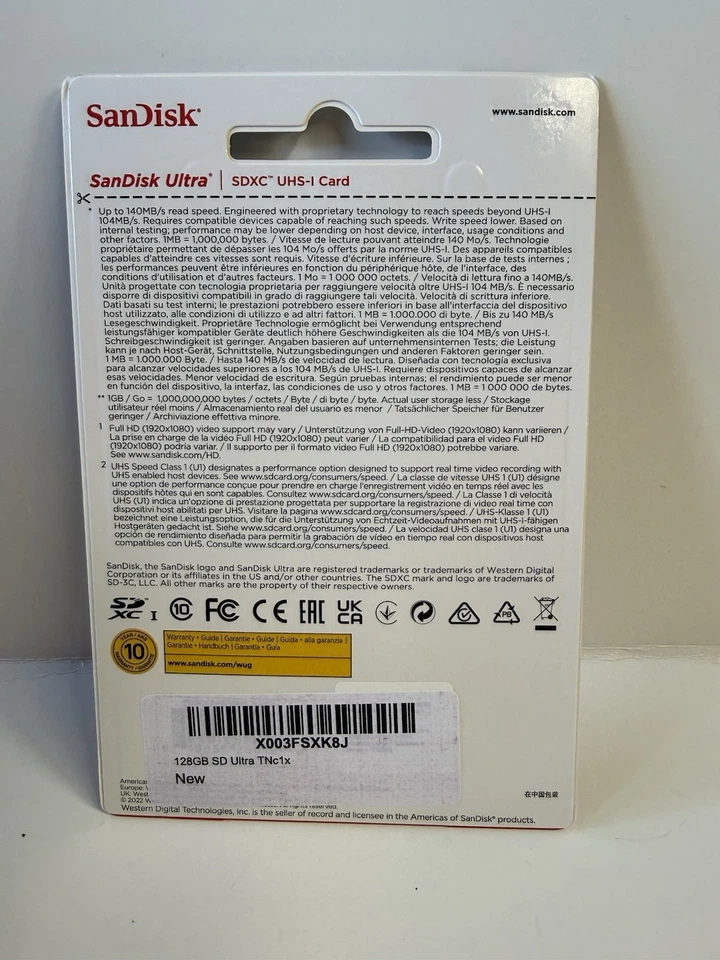 SanDisk®
www.sandisk.com
SanDisk Ultra® | SDXC™ UHS-I Card
* Up to 140MB/s read speed. Engineered with proprietary technology to reach speeds beyond UHS-I
104MB/s. Requires compatible devices capable of reaching such speeds. Write speed lower. Based on
internal testing; performance may be lower depending on host device, interface, usage conditions and
other factors. 1MB = 1,000,000 bytes. / Vitesse de lecture pouvant atteindre 140 Mo/s. Technologie
propriétaire permettant de dépasser les 104 Mo/s offerts par la norme UHS-I. Des appareils compatibles
capables d'atteindre ces vitesses sont requis. Vitesse d'écriture inférieure. Sur la base de tests internes ;
les performances peuvent être inférieures en fonction du périphérique hôte, de l'interface, des
conditions d'utilisation et d'autres facteurs. 1 Mo = 1 000 000 octets. / Velocità di lettura fino a 140MB/s.
Unità progettate con tecnologia proprietaria per raggiungere velocità oltre UHS-I 104 MB/s. È necessario
disporre di dispositivi compatibili in grado di raggiungere tali velocità. Velocità di scrittura inferiore.
Dati basati su test interni; le prestazioni potrebbero essere inferiori in base all'interfaccia del dispositivo
host utilizzato, alle condizioni di utilizzo e ad altri fattori. 1 MB = 1.000.000 di byte. / Bis zu 140 MB/s
Lesegeschwindigkeit. Proprietäre Technologie ermöglicht bei Verwendung entsprechend
leistungsfähiger kompatibler Geräte deutlich höhere Geschwindigkeiten als die 104 MB/s von UHS-I.
Schreibgeschwindigkeit ist geringer. Angaben basieren auf unternehmensinternen Tests; die Leistung
kann je nach Host-Gerät, Schnittstelle, Nutzungsbedingungen und anderen Faktoren geringer sein.
1 MB = 1.000.000 Byte. / Hasta 140 MB/s de velocidad de lectura. Diseñada con tecnología exclusiva
para alcanzar velocidades superiores a los 104 MB/s de UHS-I. Requiere dispositivos capaces de alcanzar
esas velocidades. Menor velocidad de escritura. Según pruebas internas; el rendimiento puede ser menor
en función del dispositivo, la interfaz, las condiciones de uso y otros factores. 1 MB = 1 000 000 de bytes.
** 1GB / Go = 1,000,000,000 bytes / octets / Byte / di byte / byte. Actual user storage less / Stockage
utilisateur réel moins / Almacenamiento real del usuario es menor / Tatsächlicher Speicher für Benutzer
geringer / Archiviazione effettiva minore.
1 Full HD (1920x1080) video support may vary / Unterstützung von Full-HD-Video (1920x1080) kann variieren /
La prise en charge de la vidéo Full HD (1920x1080) peut varier / La compatibilidad para el video Full HD
(1920x1080) podría variar. / Il supporto per il formato video Full HD (1920x1080) potrebbe variare.
See www.sandisk.com/HD.
2 UHS Speed Class 1 (U1) designates a performance option designed to support real time video recording with
UHS enabled host devices. See www.sdcard.org/consumers/speed. / La classe de vitesse UHS 1 (U1) désigne
une option de performance conçue pour prendre en charge l'enregistrement vidéo en temps réel avec les
dispositifs hôtes qui en sont capables. Consultez www.sdcard.org/consumers/speed. / La Classe 1 di velocità
UHS (U1) indica un'opzione di prestazione progettata per supportare la registrazione di video real time con
dispositivi host abilitati per UHS. Visitare la pagina www.sdcard.org/consumers/speed. / UHS-Klasse 1 (U1)
bezeichnet eine Leistungsoption, die für die Unterstützung von Echtzeit-Videoaufnahmen mit UHS-I-fähigen
Hostgeräten gedacht ist. Siehe www.sdcard.org/consumers/speed. / La velocidad UHS class 1 (U1) designa una
opción de rendimiento diseñada para permitir la grabación de vídeo en tiempo real con dispositivos host
compatibles con UHS. Consulte www.sdcard.org/consumers/speed.
SanDisk, the SanDisk logo and SanDisk Ultra are registered trademarks or trademarks of Western Digital
Corporation or its affiliates in the US and/or other countries. The SDXC mark and logo are trademarks of
SD-3C, LLC. All other marks are the property of their respective owners.
SD XC I 10 FC CE EAC UK CA PB
YEAR / ANS 10 WARRANTY / GARANTIE
Warranty • Guide | Garantie • Guide | Guida • alla garanzia |
Garantie • Handbuch | Garantía • Guía
www.sandisk.com/wug
X003FSXK8J
128GB SD Ultra TNc1x
New
Americas
Europe:
UK: West
© 2022 W
rights reserved.
在中国包装
Western Digital Technologies, Inc. is the seller of record and licensee in the Americas of SanDisk® products.